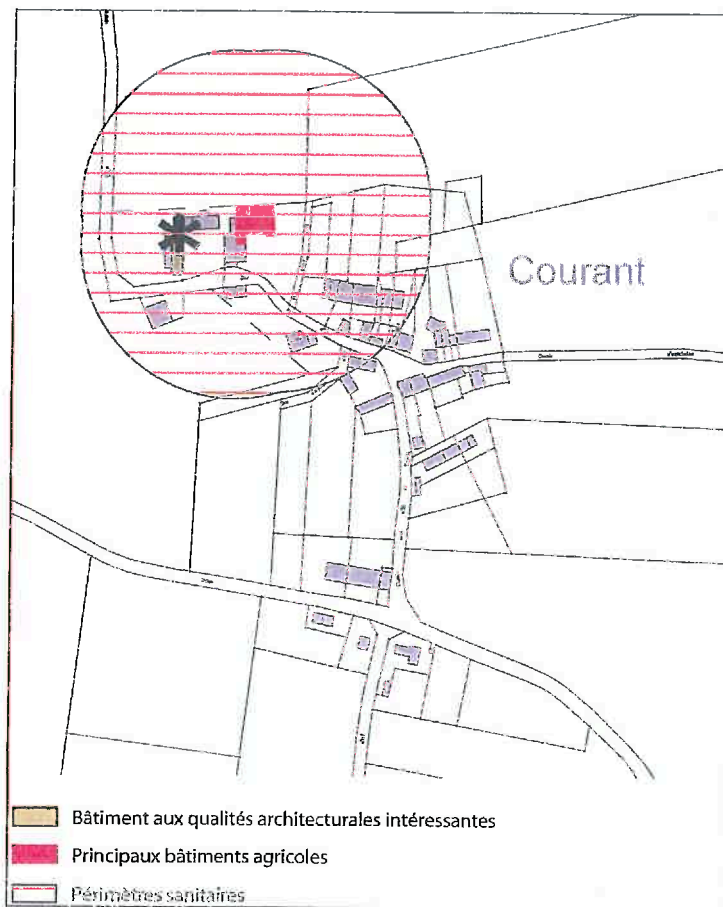 Courant
Bâtiment aux qualités architecturales intéressantes
Principaux bâtiments agricoles
Périmètres sanitaires